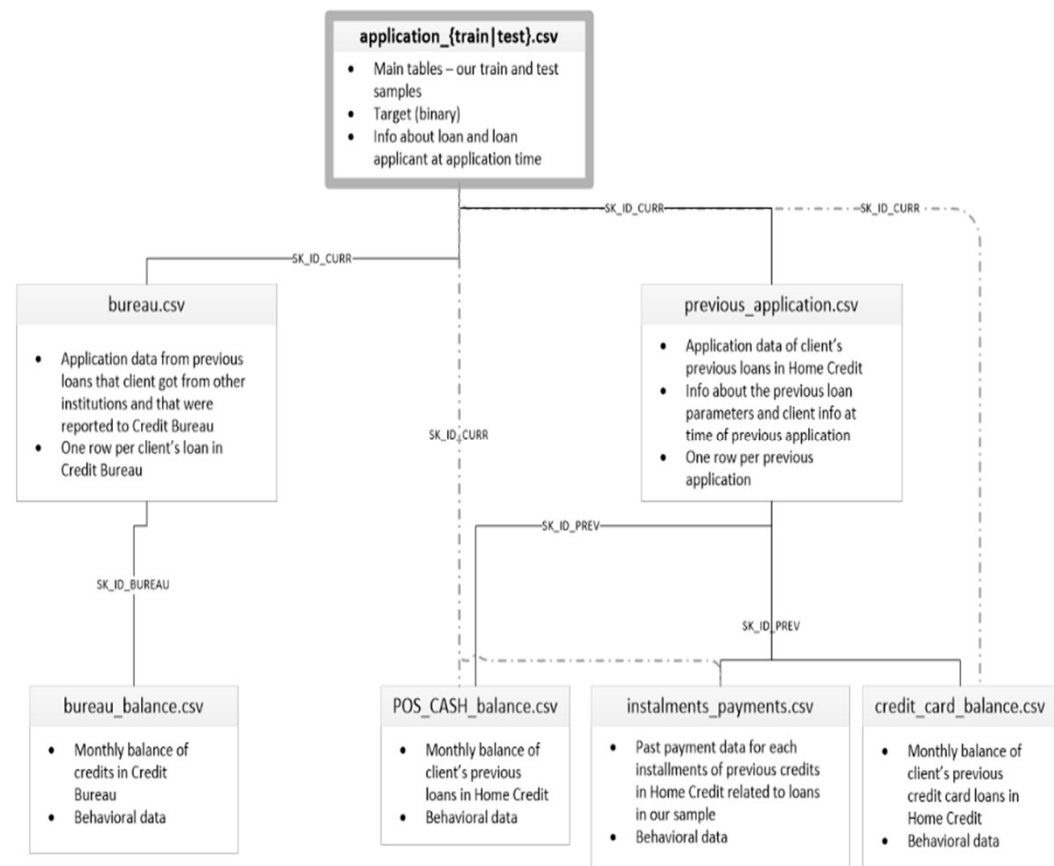 application_{train|test}.csv
• Main tables – our train and test
samples
• Target (binary)
• Info about loan and loan
applicant at application time
SK_ID_CURR
SK_ID_CURR
SK_ID_CURR
bureau.csv
• Application data from previous
loans that client got from other
institutions and that were
reported to Credit Bureau
• One row per client's loan in
Credit Bureau
previous_application.csv
• Application data of client's
previous loans in Home Credit
• Info about the previous loan
parameters and client info at
time of previous application
• One row per previous
application
SK_ID_CURR
SK_ID_PREV
SK_ID_BUREAU
SK_ID_PREV
bureau_balance.csv
• Monthly balance of
credits in Credit
Bureau
• Behavioral data
POS_CASH_balance.csv
• Monthly balance of
client's previous
loans in Home Credit
• Behavioral data
instalments_payments.csv
• Past payment data for each
installments of previous credits
in Home Credit related to loans
in our sample
• Behavioral data
credit_card_balance.csv
• Monthly balance of
client's previous
credit card loans in
Home Credit
• Behavioral data